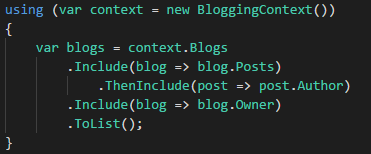 using (var context = new BloggingContext())
{
    var blogs = context.Blogs
        .Include(blog => blog.Posts)
            .ThenInclude(post => post.Author)
        .Include(blog => blog.Owner)
        .ToList();
}